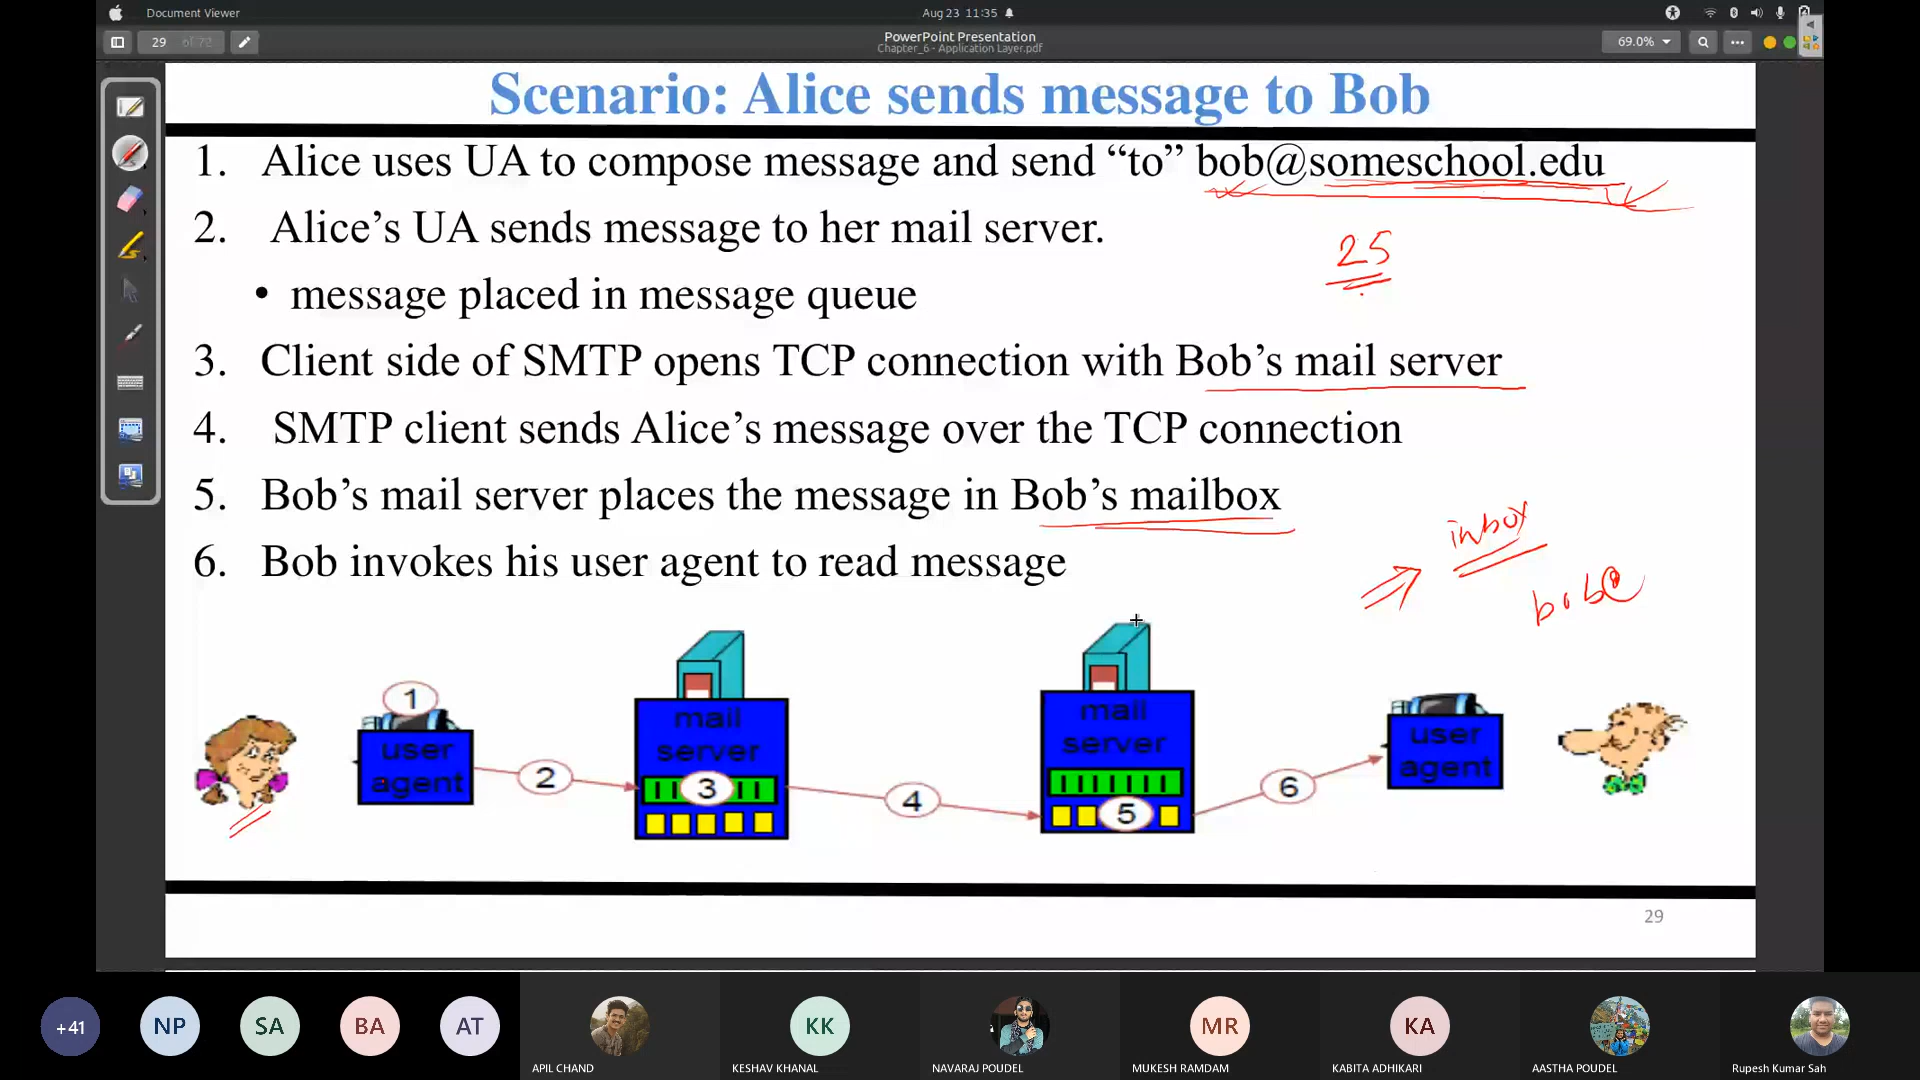 Document Viewer
Aug 23 11:35
29 of 72
PowerPoint Presentation
Chapter_6 - Application Layer.pdf
69.0%
Scenario: Alice sends message to Bob
1. Alice uses UA to compose message and send “to” bob@someschool.edu
2. Alice’s UA sends message to her mail server.
25
• message placed in message queue
3. Client side of SMTP opens TCP connection with Bob’s mail server
4. SMTP client sends Alice’s message over the TCP connection
5. Bob’s mail server places the message in Bob’s mailbox
inbox
6. Bob invokes his user agent to read message
bob@
1
user
agent
2
mail
server
3
4
mail
server
5
6
user
agent
29
+41
NP
SA
BA
AT
KK
MR
KA
APIL CHAND
KESHAV KHANAL
NAVARAJ POUDEL
MUKESH RAMDAM
KABITA ADHIKARI
AASTHA POUDEL
Rupesh Kumar Sah